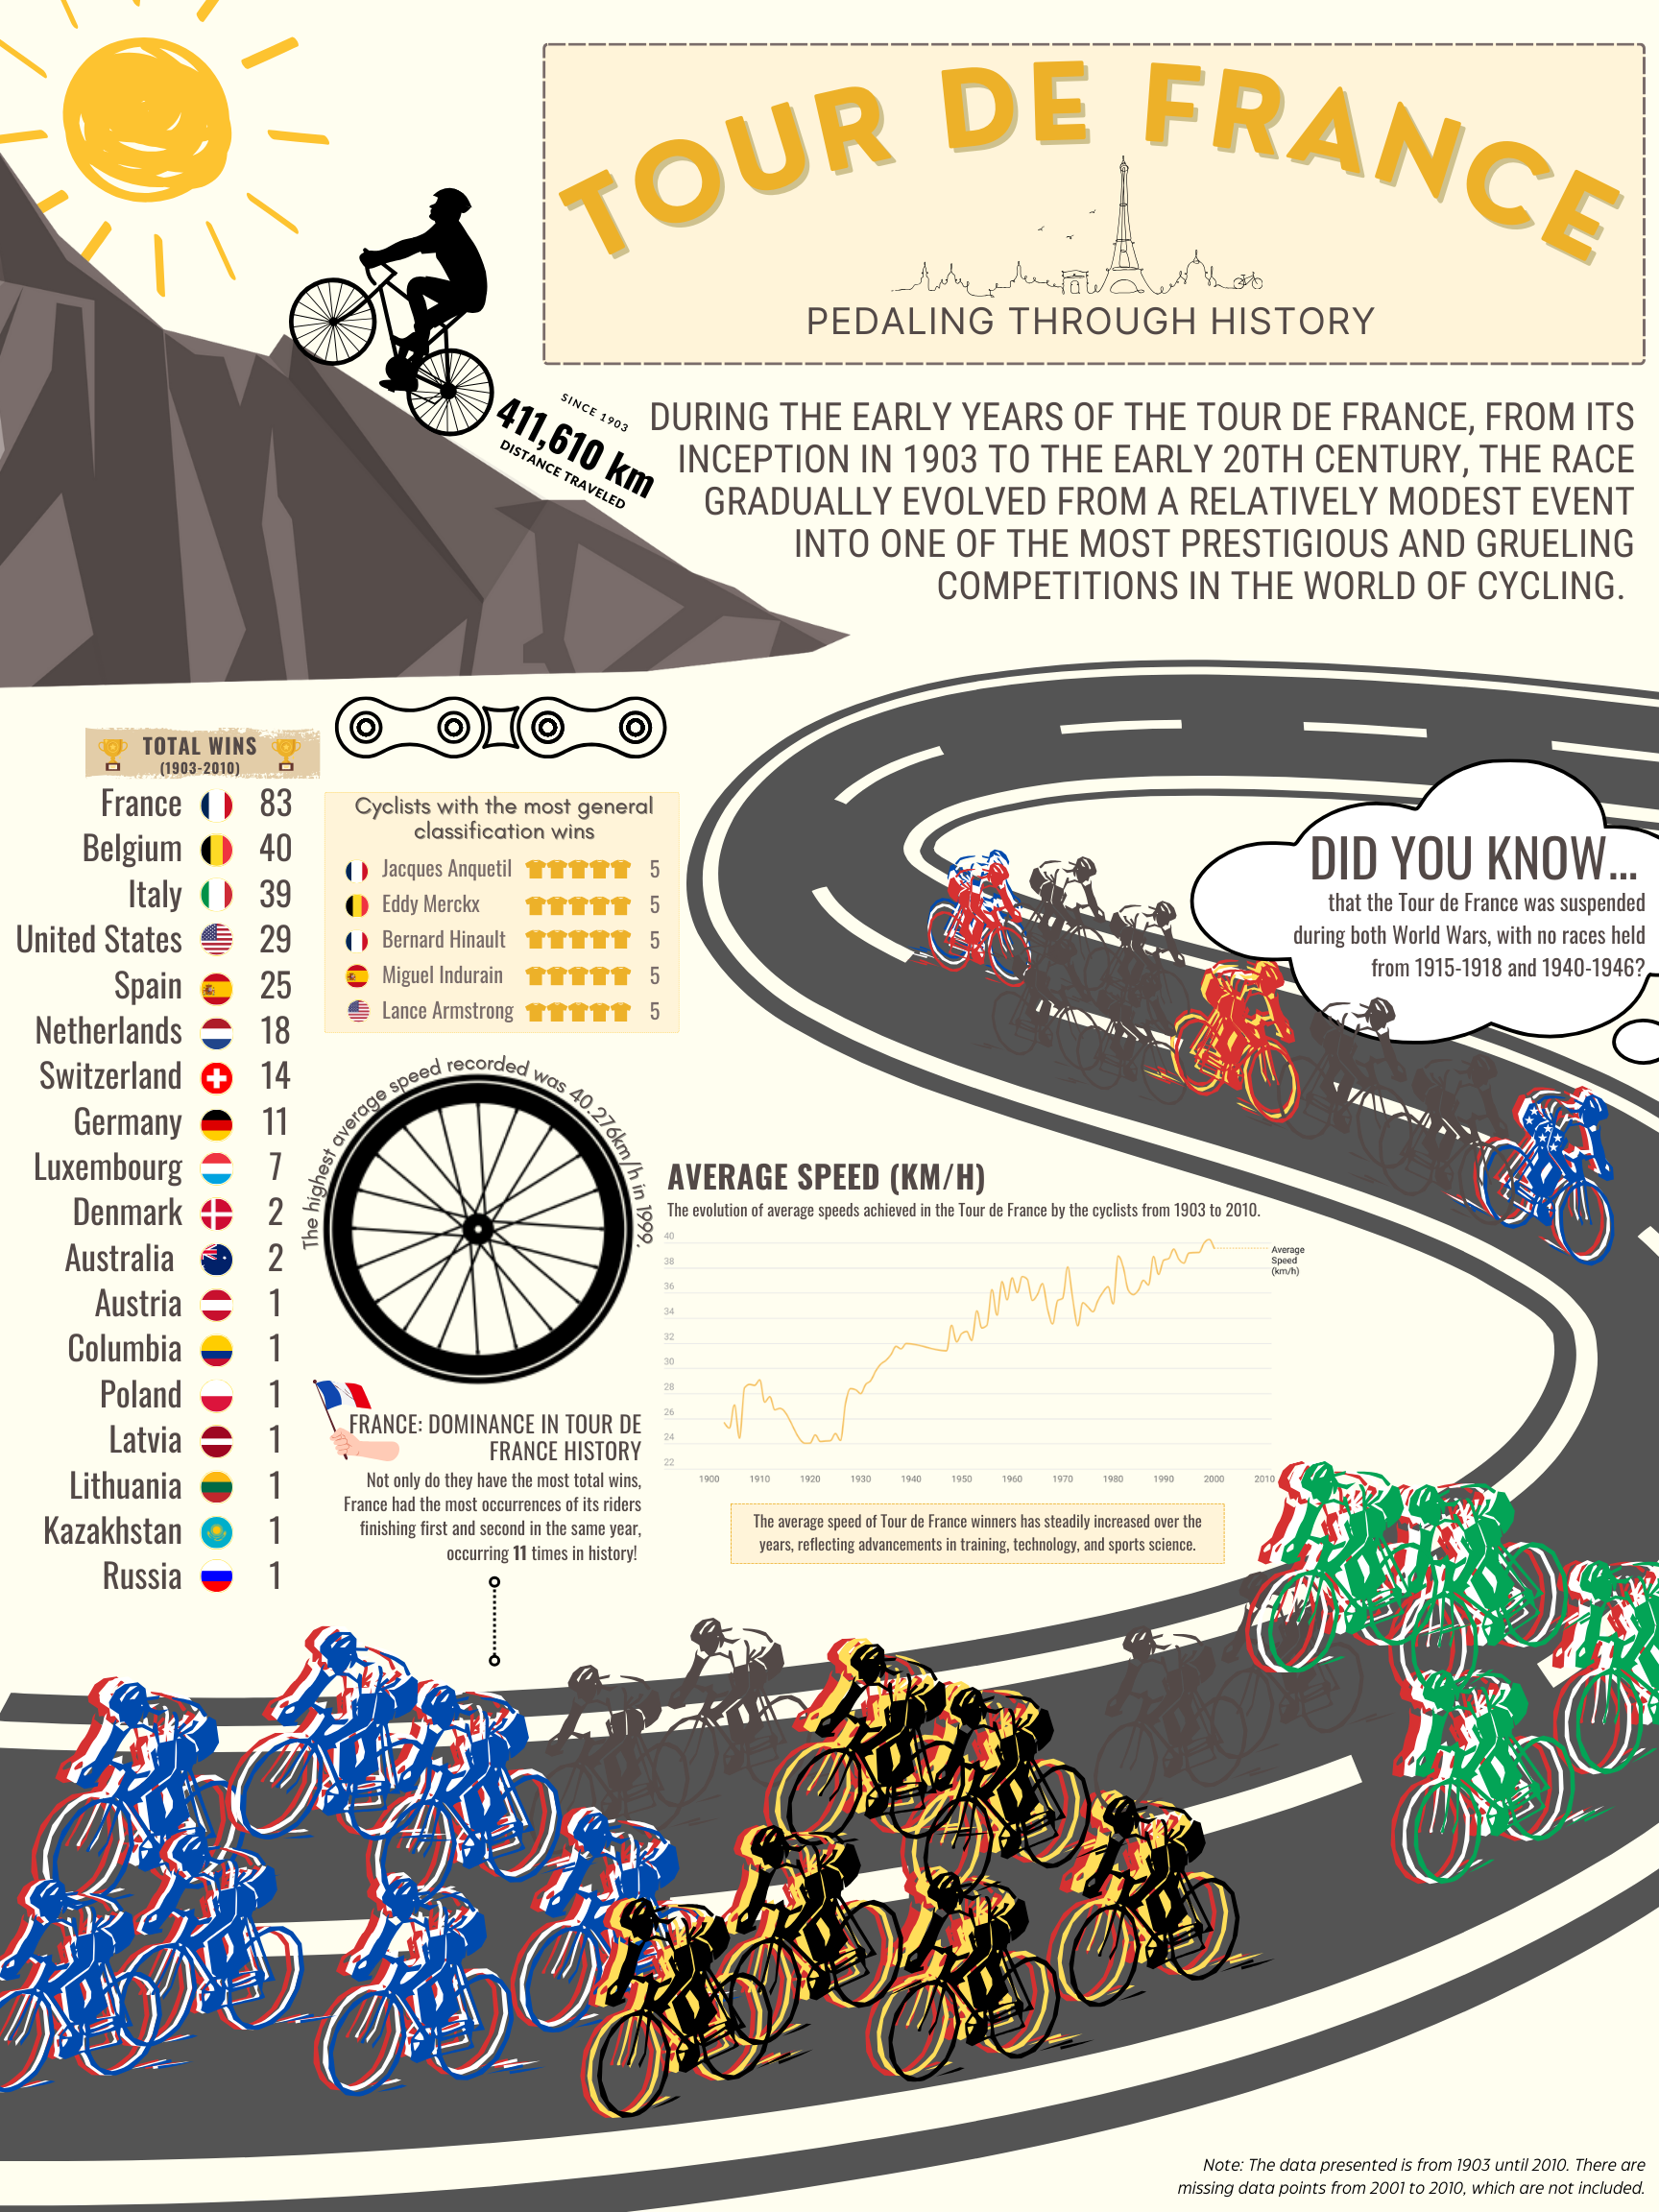 TOUR DE FRANCE
PEDALING THROUGH HISTORY
SINCE 1903
411,610 km
DISTANCE TRAVELED
DURING THE EARLY YEARS OF THE TOUR DE FRANCE, FROM ITS
INCEPTION IN 1903 TO THE EARLY 20TH CENTURY, THE RACE
GRADUALLY EVOLVED FROM A RELATIVELY MODEST EVENT
INTO ONE OF THE MOST PRESTIGIOUS AND GRUELING
COMPETITIONS IN THE WORLD OF CYCLING.
TOTAL WINS
(1903-2010)
France 83
Belgium 40
Italy 39
United States 29
Spain 25
Netherlands 18
Switzerland 14
Germany 11
Luxembourg 7
Denmark 2
Australia 2
Austria 1
Columbia 1
Poland 1
Latvia 1
Lithuania 1
Kazakhstan 1
Russia 1
Cyclists with the most general
classification wins
Jacques Anquetil 5
Eddy Merckx 5
Bernard Hinault 5
Miguel Indurain 5
Lance Armstrong 5
DID YOU KNOW...
that the Tour de France was suspended
during both World Wars, with no races held
from 1915-1918 and 1940-1946?
The highest average speed recorded was 40.276km/h in 1999.
AVERAGE SPEED (KM/H)
The evolution of average speeds achieved in the Tour de France by the cyclists from 1903 to 2010.
40
38
36
34
32
30
28
26
24
22
Average
Speed
(km/h)
1900 1910 1920 1930 1940 1950 1960 1970 1980 1990 2000 2010
The average speed of Tour de France winners has steadily increased over the
years, reflecting advancements in training, technology, and sports science.
FRANCE: DOMINANCE IN TOUR DE
FRANCE HISTORY
Not only do they have the most total wins,
France had the most occurrences of its riders
finishing first and second in the same year,
occurring 11 times in history!
Note: The data presented is from 1903 until 2010. There are
missing data points from 2001 to 2010, which are not included.